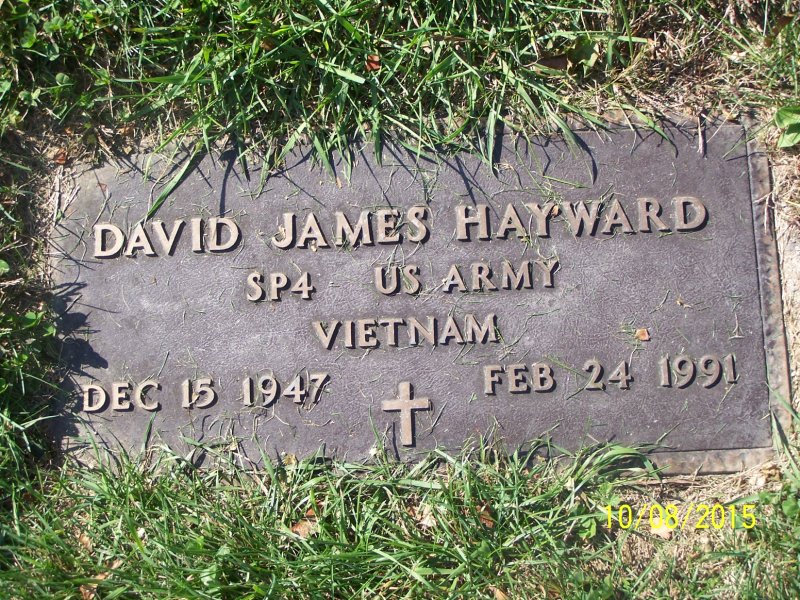 DAVID JAMES HAYWARD
SP4 US ARMY
VIETNAM
DEC 15 1947 FEB 24 1991
10/08/2015